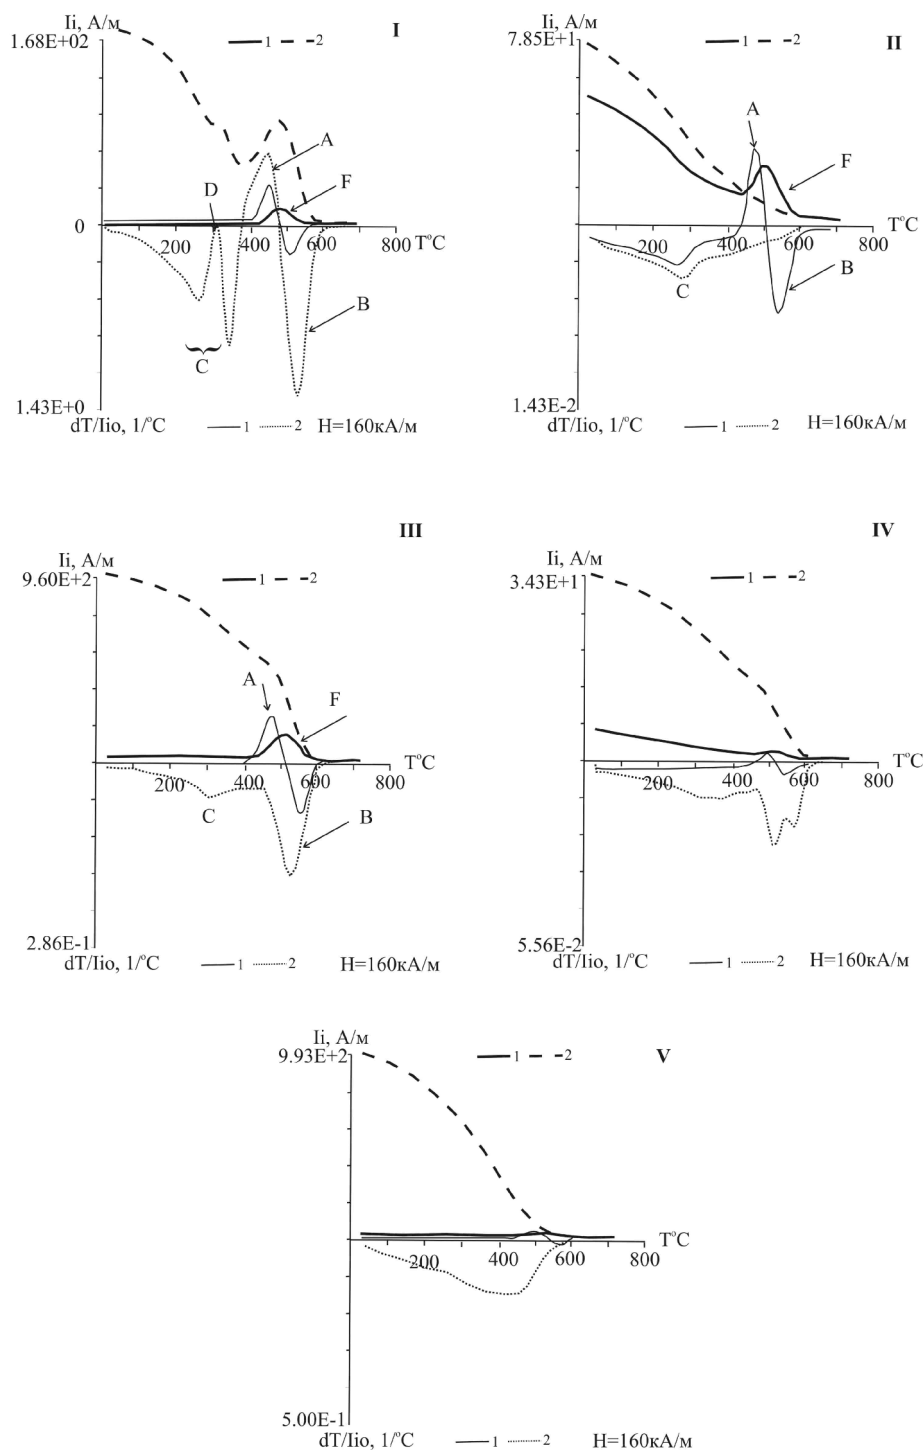 Ii, А/м
I
1.68E+02
1 2
A
D
F
0
200 400 600 800 T°C
B
C
1.43E+0
dT/Iio, 1/°C 1 2 H=160кА/м
Ii, А/м
II
7.85E+1
1 2
A
F
200 400 600 800 T°C
B
C
1.43E-2
dT/Iio, 1/°C 1 2 H=160кА/м
III
Ii, А/м
9.60E+2
1 2
A
F
200 400 600 800 T°C
C
B
2.86E-1
dT/Iio, 1/°C 1 2 H=160кА/м
IV
Ii, А/м
3.43E+1
1 2
T°C
200 400 600 800
5.56E-2
dT/Iio, 1/°C 1 2 H=160кА/м
Ii, А/м
9.93E+2
1 2
V
T°C
200 400 600 800
5.00E-1
dT/Iio, 1/°C 1 2 H=160кА/м